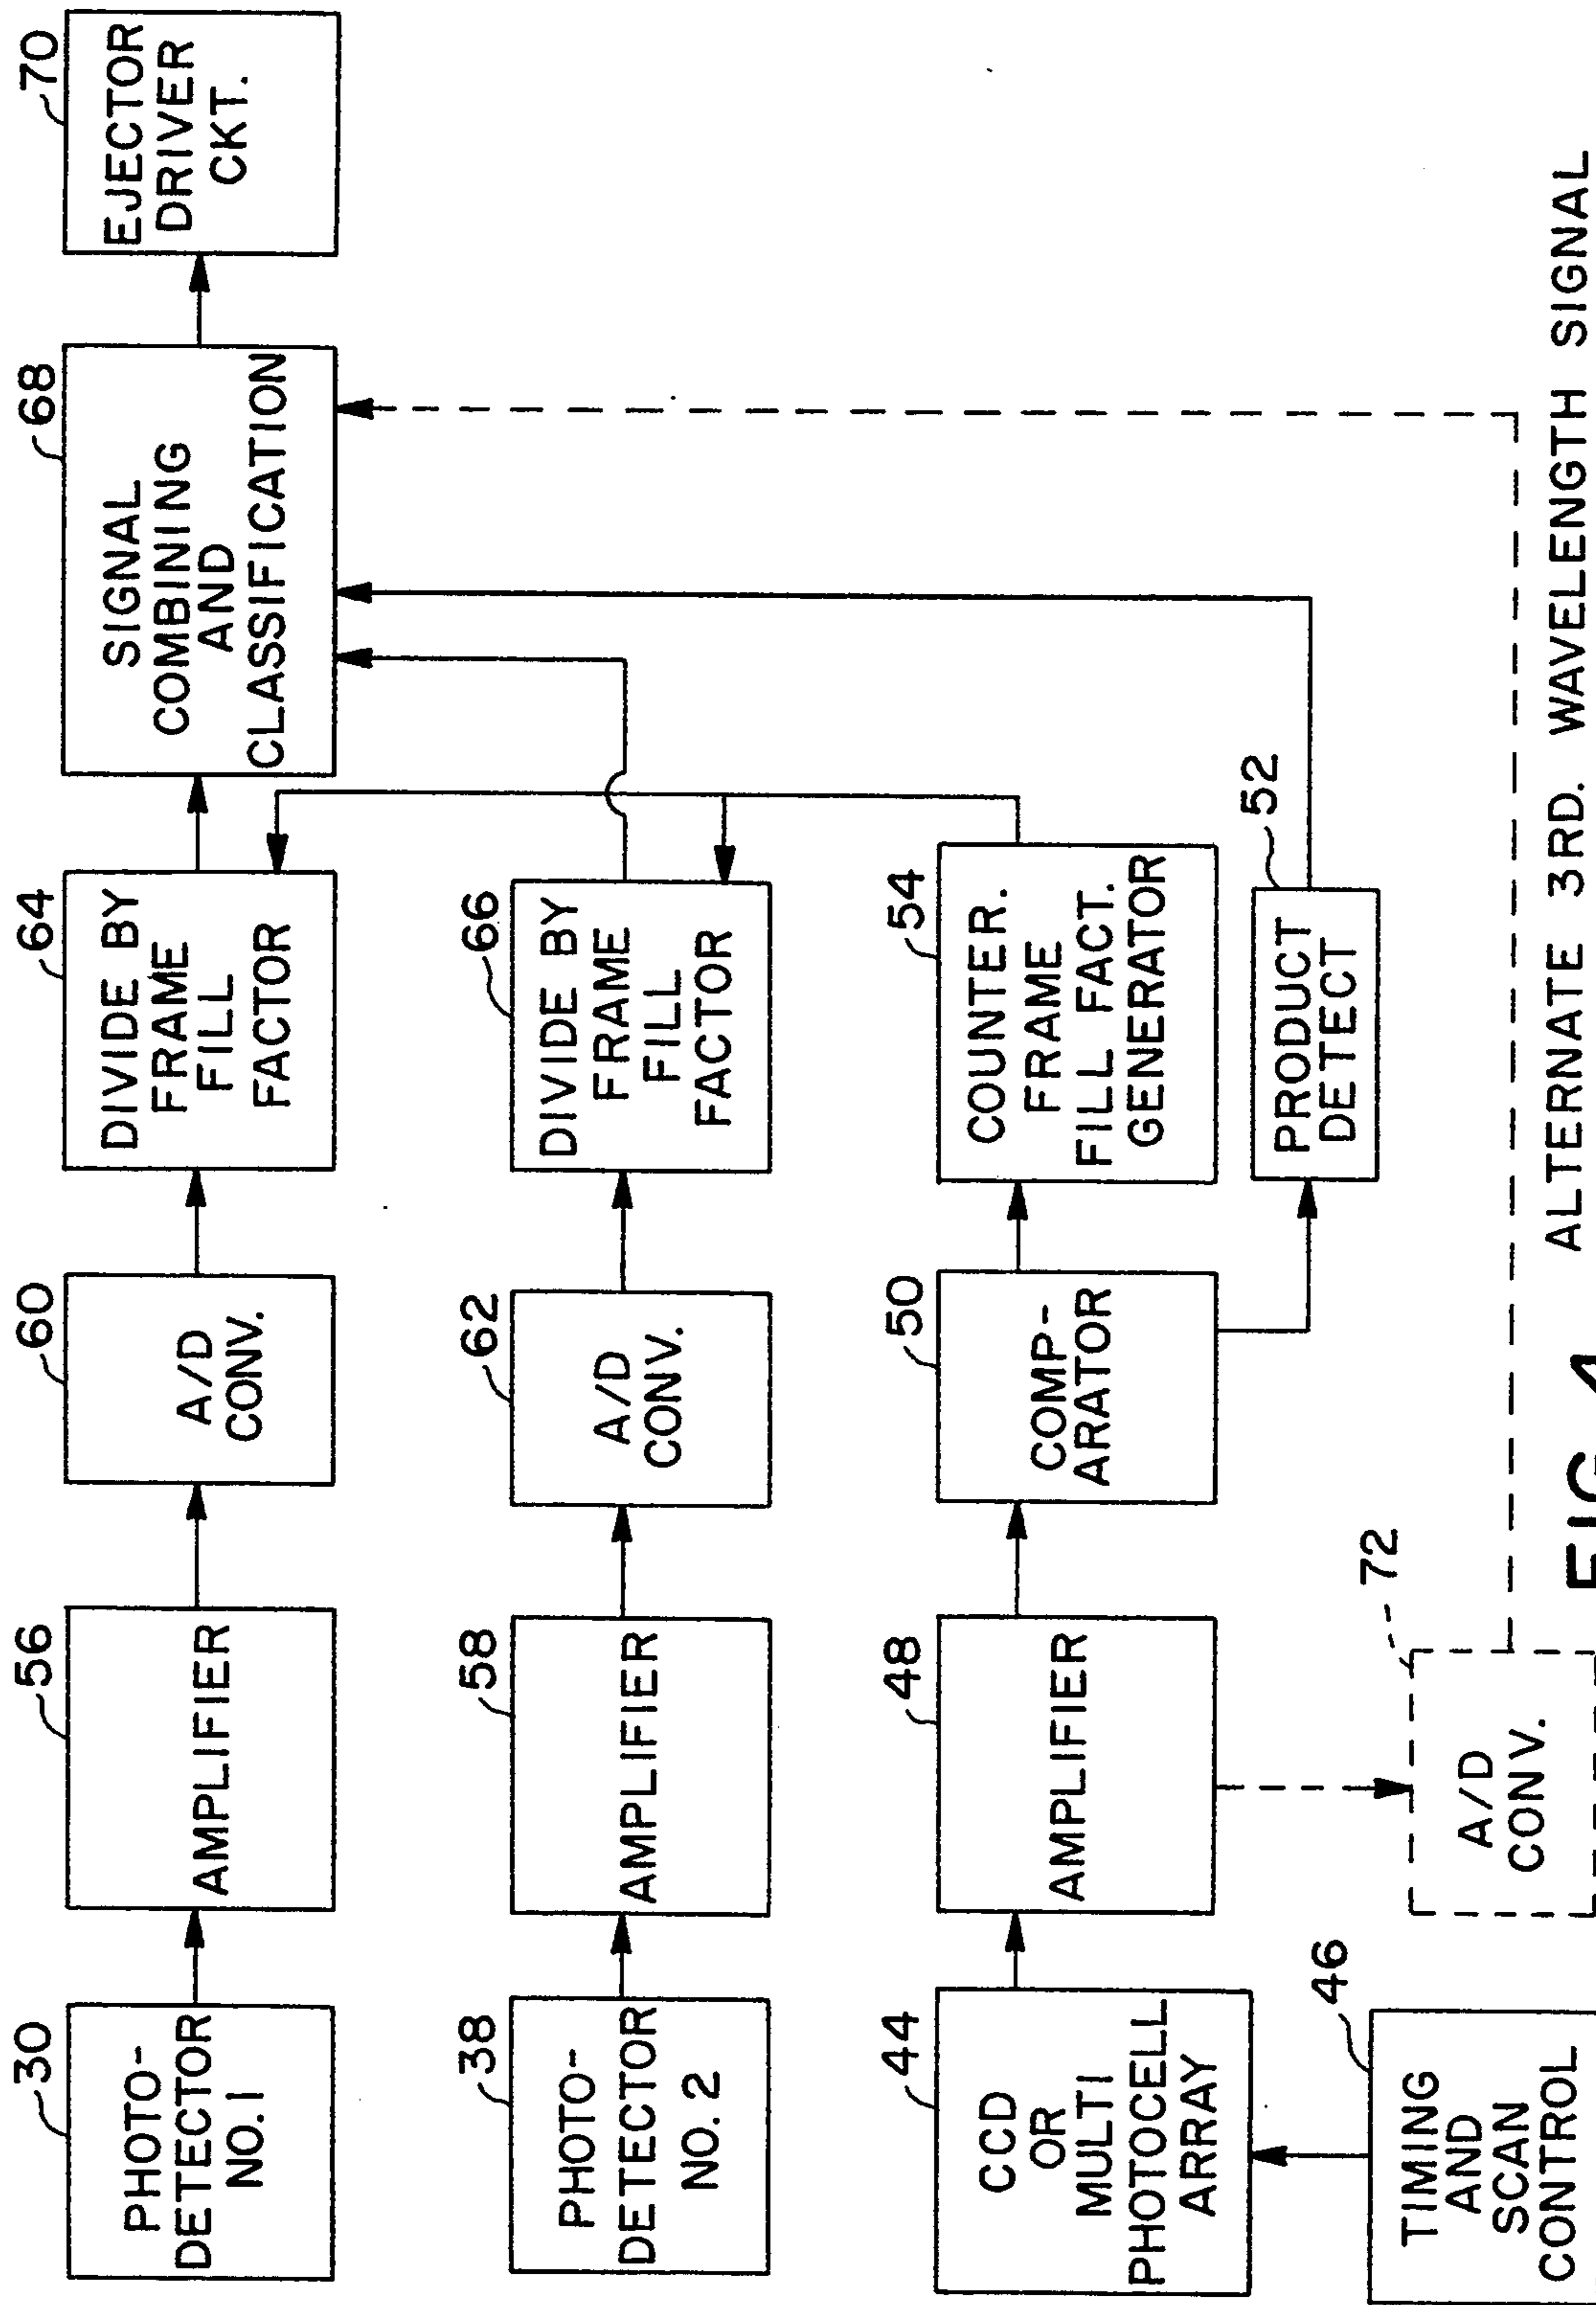 30
PHOTO-
DETECTOR
NO. 1
56
AMPLIFIER
60
A/D
CONV.
64
DIVIDE BY
FRAME
FILL
FACTOR
68
SIGNAL
COMBINING
AND
CLASSIFICATION
70
EJECTOR
DRIVER
CKT.
38
PHOTO-
DETECTOR
NO. 2
58
AMPLIFIER
62
A/D
CONV.
66
DIVIDE BY
FRAME
FILL
FACTOR
44
CCD
OR
MULTI
PHOTOCELL
ARRAY
48
AMPLIFIER
50
COMP-
ARATOR
54
COUNTER.
FRAME
FILL FACT.
GENERATOR
52
PRODUCT
DETECT
46
TIMING
AND
SCAN
CONTROL
72
A/D
CONV.
ALTERNATE 3RD. WAVELENGTH SIGNAL
FIG. 4